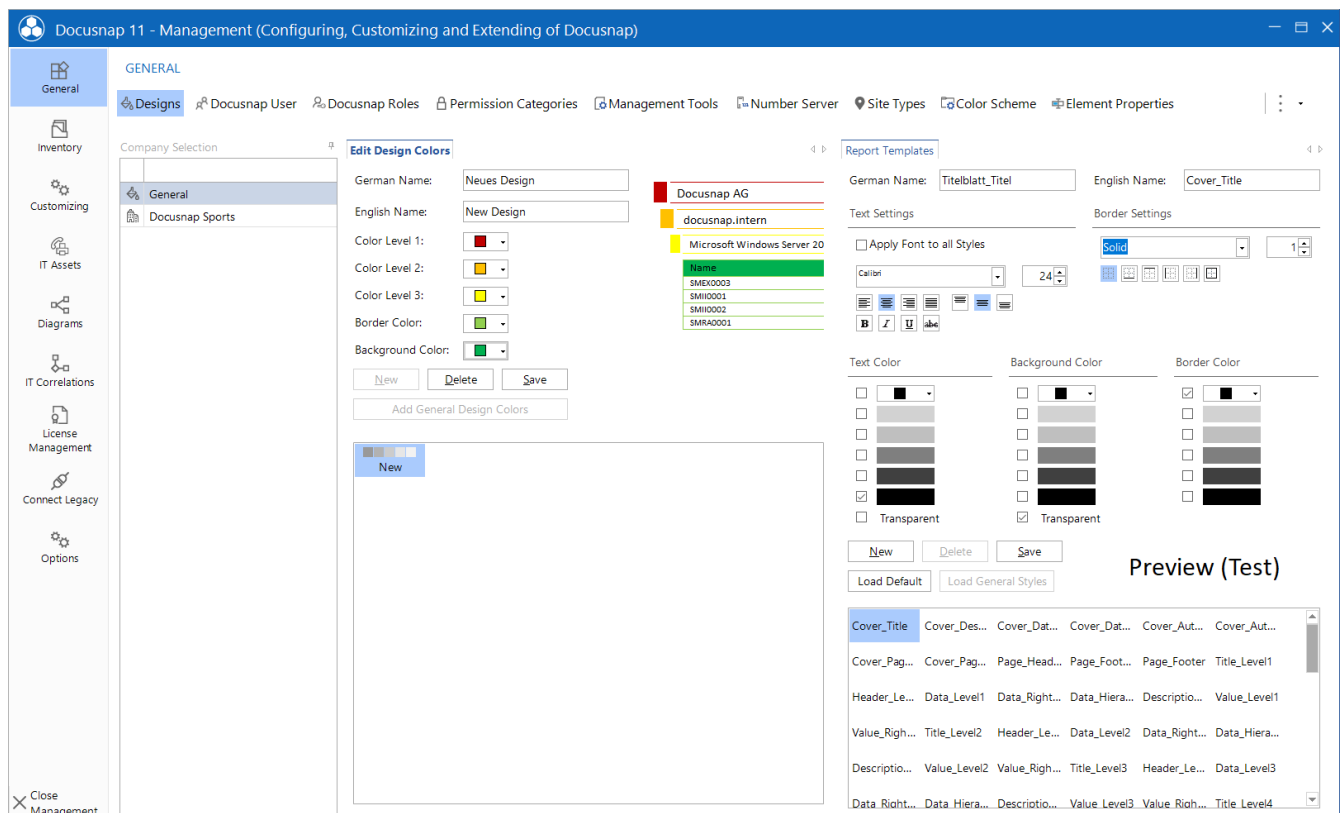 Docusnap 11 - Management (Configuring, Customizing and Extending of Docusnap)
General
Inventory
Customizing
IT Assets
Diagrams
IT Correlations
License
Management
Connect Legacy
Options
Close
Management
GENERAL
Designs Docusnap User Docusnap Roles Permission Categories Management Tools Number Server Site Types Color Scheme Element Properties
Company Selection
General
Docusnap Sports
Edit Design Colors
German Name: Neues Design
English Name: New Design
Color Level 1:
Color Level 2:
Color Level 3:
Border Color:
Background Color:
Docusnap AG
docusnap.intern
Microsoft Windows Server 20
Name
SMEX0003
SMII0001
SMII0002
SMRA0001
New Delete Save
Add General Design Colors
New
Report Templates
German Name: Titelblatt_Titel English Name: Cover_Title
Text Settings Border Settings
Apply Font to all Styles
Solid 1
Calibri 24
B I U abc
Text Color Background Color Border Color
Transparent Transparent
New Delete Save
Load Default Load General Styles
Preview (Test)
Cover_Title Cover_Des... Cover_Dat... Cover_Dat... Cover_Aut... Cover_Aut...
Cover_Pag... Cover_Pag... Page_Head... Page_Foot... Page_Footer Title_Level1
Header_Le... Data_Level1 Data_Right... Data_Hiera... Descriptio... Value_Level1
Value_Righ... Title_Level2 Header_Le... Data_Level2 Data_Right... Data_Hiera...
Descriptio... Value_Level2 Value_Righ... Title_Level3 Header_Le... Data_Level3
Data_Right... Data_Hiera... Descriptio... Value_Level3 Value_Righ... Title_Level4